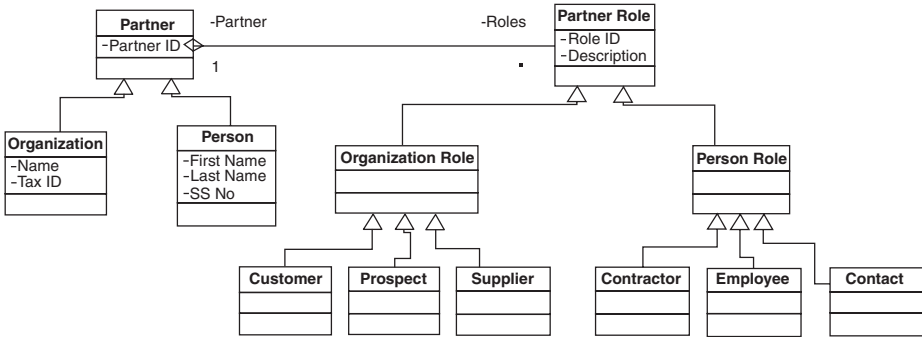 Partner
-Partner ID
-Partner
1
-Roles
*
Partner Role
-Role ID
-Description
Organization
-Name
-Tax ID
Person
-First Name
-Last Name
-SS No
Organization Role
Person Role
Customer
Prospect
Supplier
Contractor
Employee
Contact